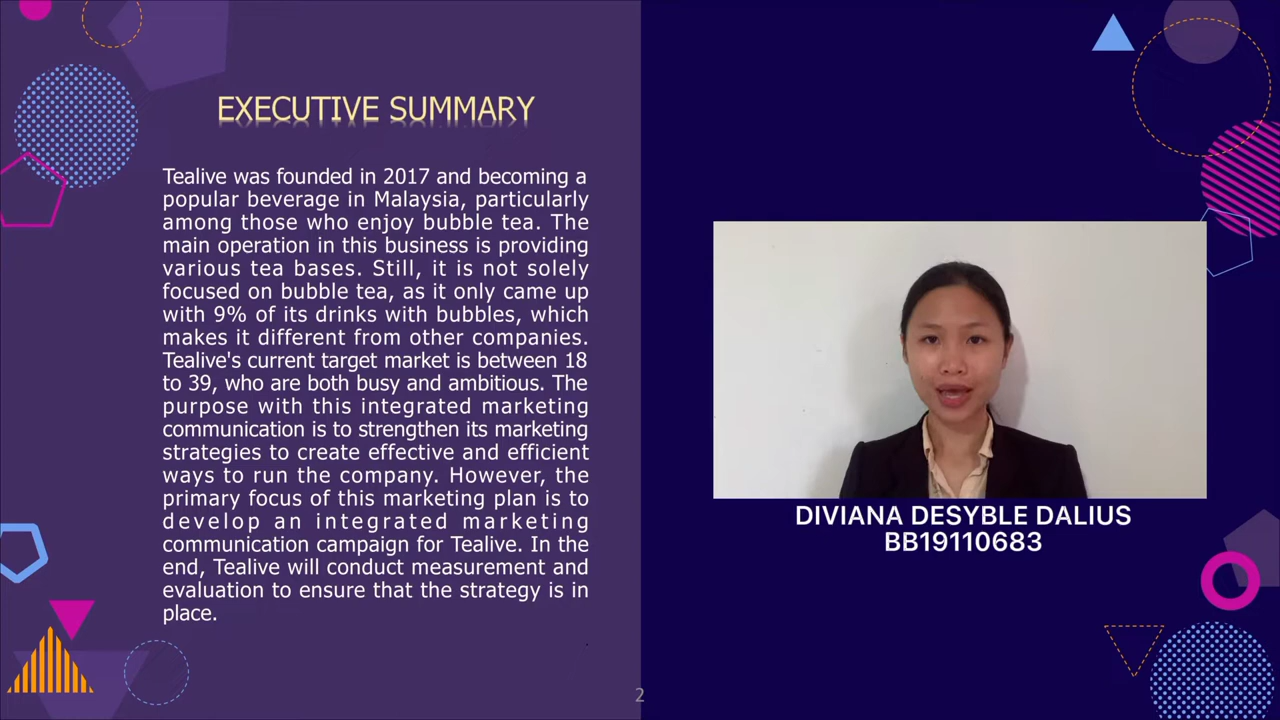 EXECUTIVE SUMMARY
Tealive was founded in 2017 and becoming a
popular beverage in Malaysia, particularly
among those who enjoy bubble tea. The
main operation in this business is providing
various tea bases. Still, it is not solely
focused on bubble tea, as it only came up
with 9% of its drinks with bubbles, which
makes it different from other companies.
Tealive's current target market is between 18
to 39, who are both busy and ambitious. The
purpose with this integrated marketing
communication is to strengthen its marketing
strategies to create effective and efficient
ways to run the company. However, the
primary focus of this marketing plan is to
develop an integrated marketing
communication campaign for Tealive. In the
end, Tealive will conduct measurement and
evaluation to ensure that the strategy is in
place.
DIVIANA DESYBLE DALIUS
BB19110683
2